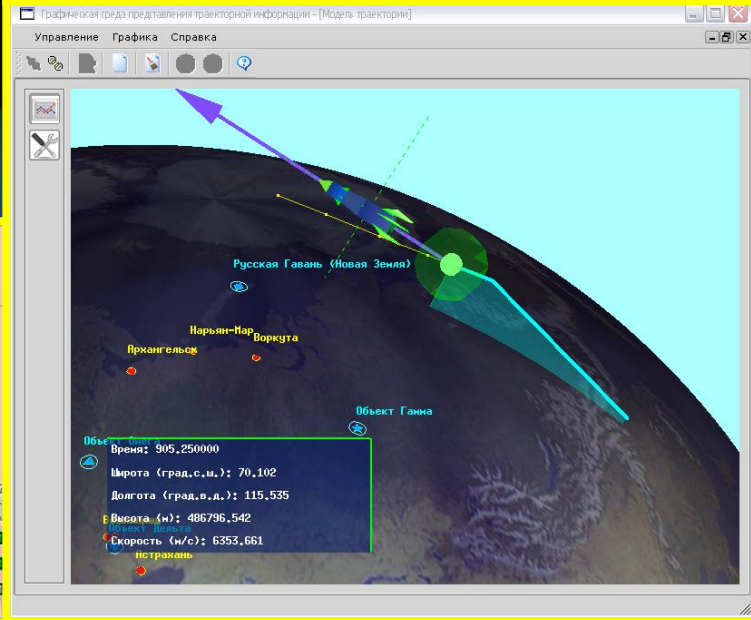 Графическая среда представления траекторной информации - [Модель траектории]
Управление Графика Справка
Русская Гавань (Новая Земля)
Нарьян-Мар
Воркута
Архангельск
Объект Гамма
Объект Омега
Время: 905.250000
Широта (град.с.ш.): 70.102
Долгота (град.в.д.): 115.535
Высота (м): 486796.542
Объект Дельта
Скорость (м/с): 6353.661
Астрахань